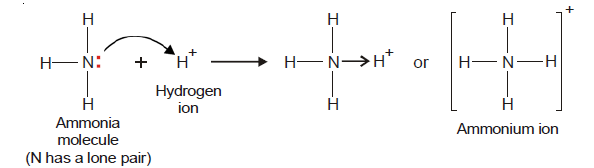 H H H +
H—N: + H+ ⟶ H—N→H+ or [H—N—H]
H H H
Hydrogen
ion
Ammonia
molecule
(N has a lone pair)
Ammonium ion